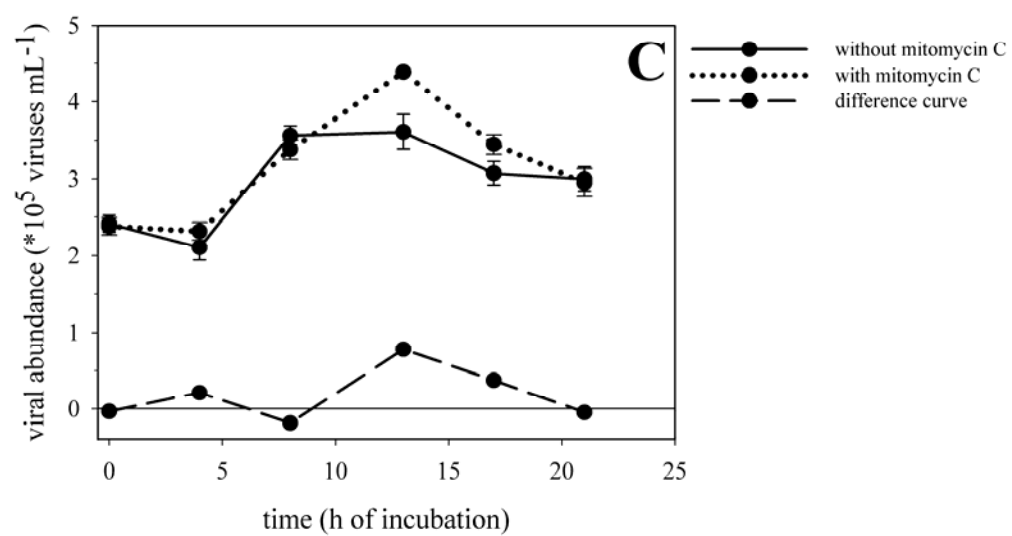 C
without mitomycin C
with mitomycin C
difference curve
viral abundance (*10⁵ viruses mL⁻¹)
5
4
3
2
1
0
0 5 10 15 20 25
time (h of incubation)